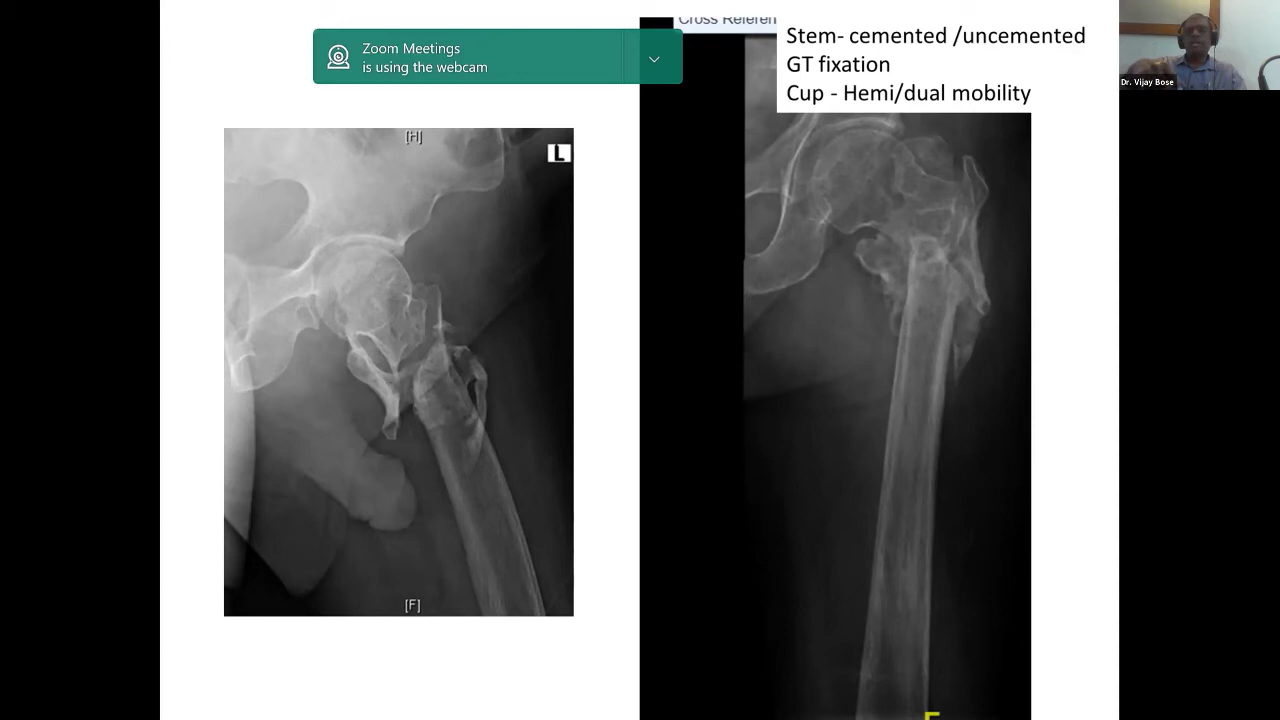 Zoom Meetings
is using the webcam
Cross Referen
Stem- cemented /uncemented
GT fixation
Cup - Hemi/dual mobility
Dr. Vijay Bose
[H]
L
[F]
F